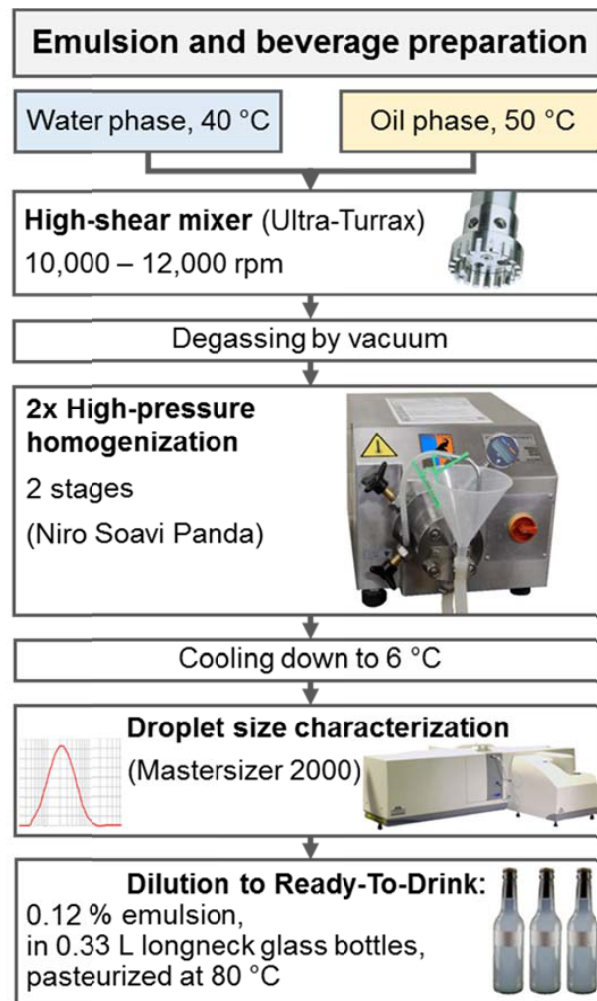 Emulsion and beverage preparation
Water phase, 40 °C
Oil phase, 50 °C
High-shear mixer (Ultra-Turrax)
10,000 – 12,000 rpm
Degassing by vacuum
2x High-pressure
homogenization
2 stages
(Niro Soavi Panda)
Cooling down to 6 °C
Droplet size characterization
(Mastersizer 2000)
Dilution to Ready-To-Drink:
0.12 % emulsion,
in 0.33 L longneck glass bottles,
pasteurized at 80 °C